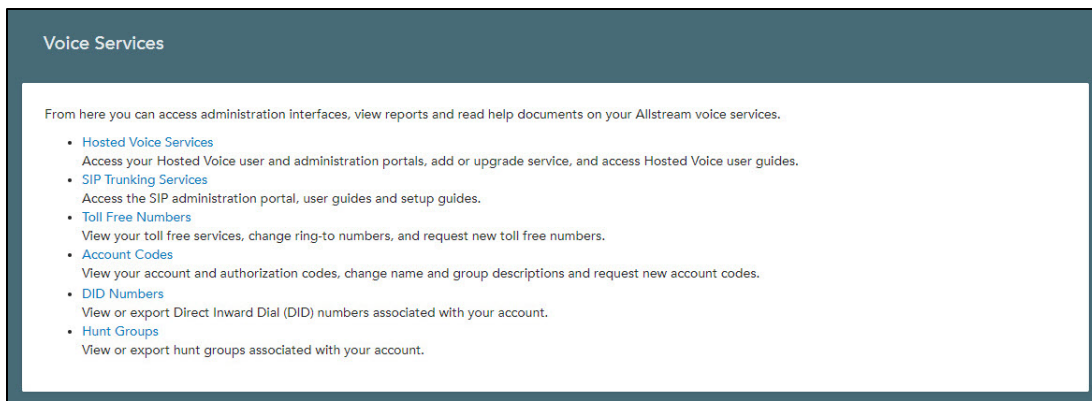 Voice Services
From here you can access administration interfaces, view reports and read help documents on your Allstream voice services.
• Hosted Voice Services
Access your Hosted Voice user and administration portals, add or upgrade service, and access Hosted Voice user guides.
• SIP Trunking Services
Access the SIP administration portal, user guides and setup guides.
• Toll Free Numbers
View your toll free services, change ring-to numbers, and request new toll free numbers.
• Account Codes
View your account and authorization codes, change name and group descriptions and request new account codes.
• DID Numbers
View or export Direct Inward Dial (DID) numbers associated with your account.
• Hunt Groups
View or export hunt groups associated with your account.